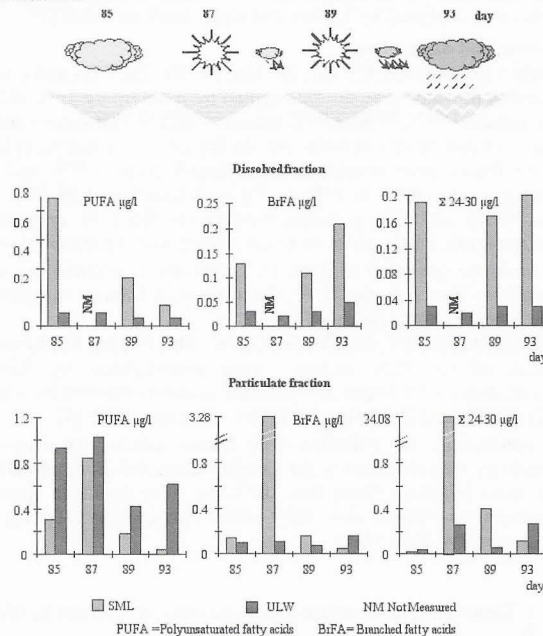 85 87 89 93 day
Dissolved fraction
PUFA µg/l
0.8
0.6
0.4
0.2
0
NM
85 87 89 93
BrFA µg/l
0.25
0.2
0.15
0.1
0.05
0
NM
85 87 89 93
Σ 24-30 µg/l
0.2
0.16
0.12
0.08
0.04
0
NM
85 87 89 93
day
Particulate fraction
PUFA µg/l
1.2
0.8
0.4
0
85 87 89 93
BrFA µg/l
3.28
0.8
0.4
0
85 87 89 93
Σ 24-30 µg/l
34.08
0.8
0.4
0
85 87 89 93
day
SML ULW NM Not Measured
PUFA =Polyunsaturated fatty acids BrFA= Branched fatty acids